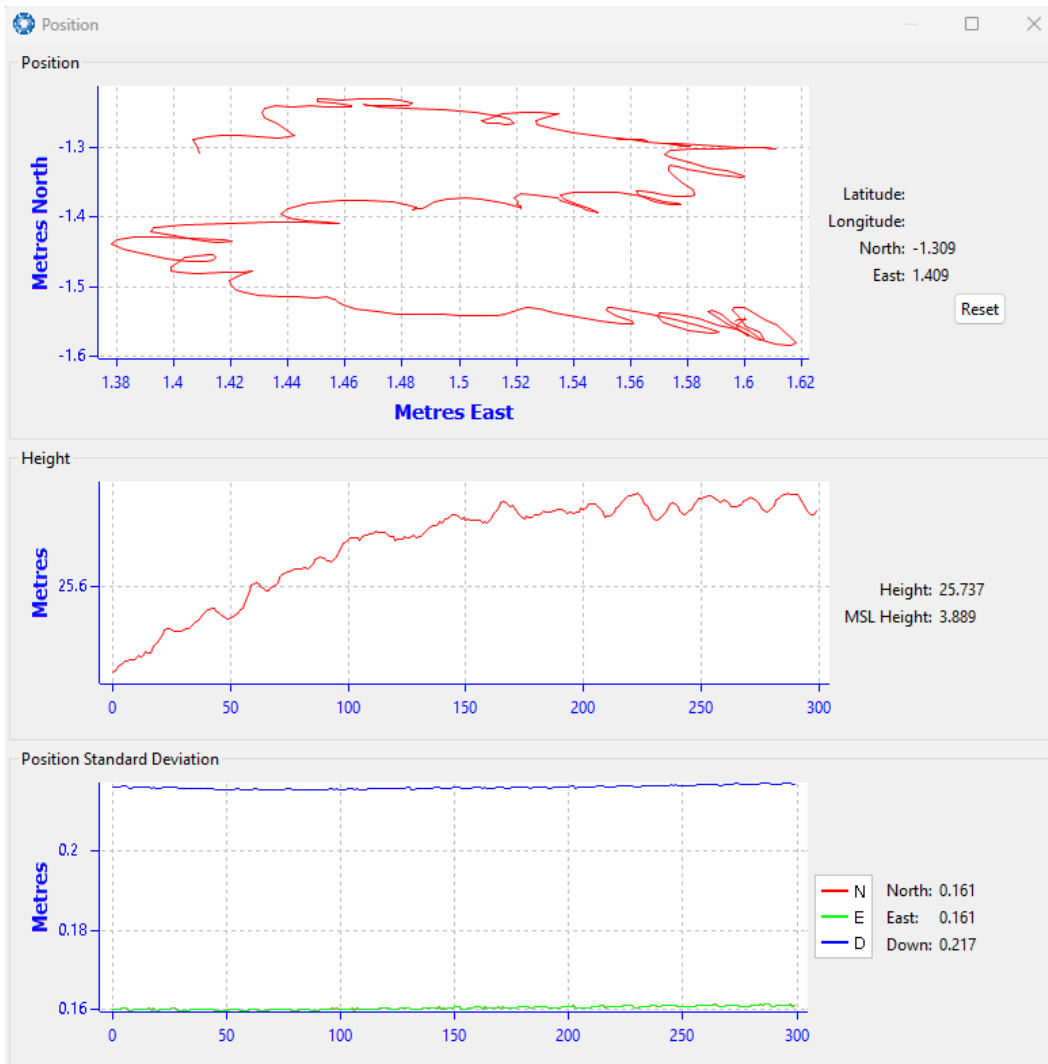 Position
Position
Metres North
-1.3
-1.4
-1.5
-1.6
1.38 1.4 1.42 1.44 1.46 1.48 1.5 1.52 1.54 1.56 1.58 1.6 1.62
Metres East
Latitude:
Longitude:
North: -1.309
East: 1.409
Reset
Height
Metres
25.6
0 50 100 150 200 250 300
Height: 25.737
MSL Height: 3.889
Position Standard Deviation
Metres
0.2
0.18
0.16
0 50 100 150 200 250 300
N North: 0.161
E East: 0.161
D Down: 0.217